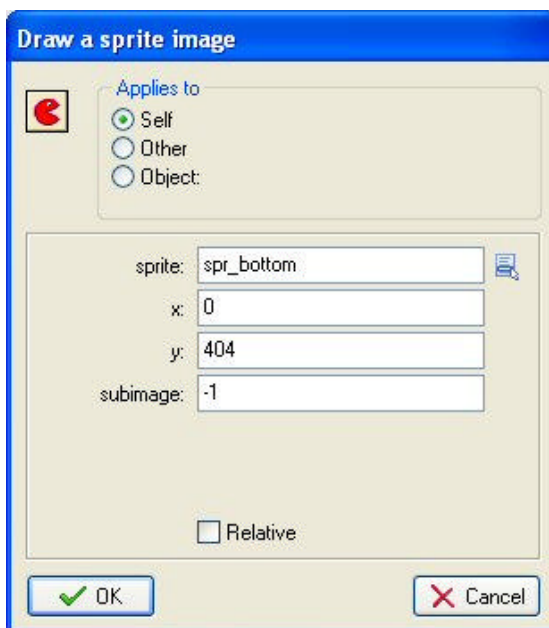 Draw a sprite image
Applies to
Self
Other
Object:
sprite: spr_bottom
x: 0
y: 404
subimage: -1
Relative
OK Cancel